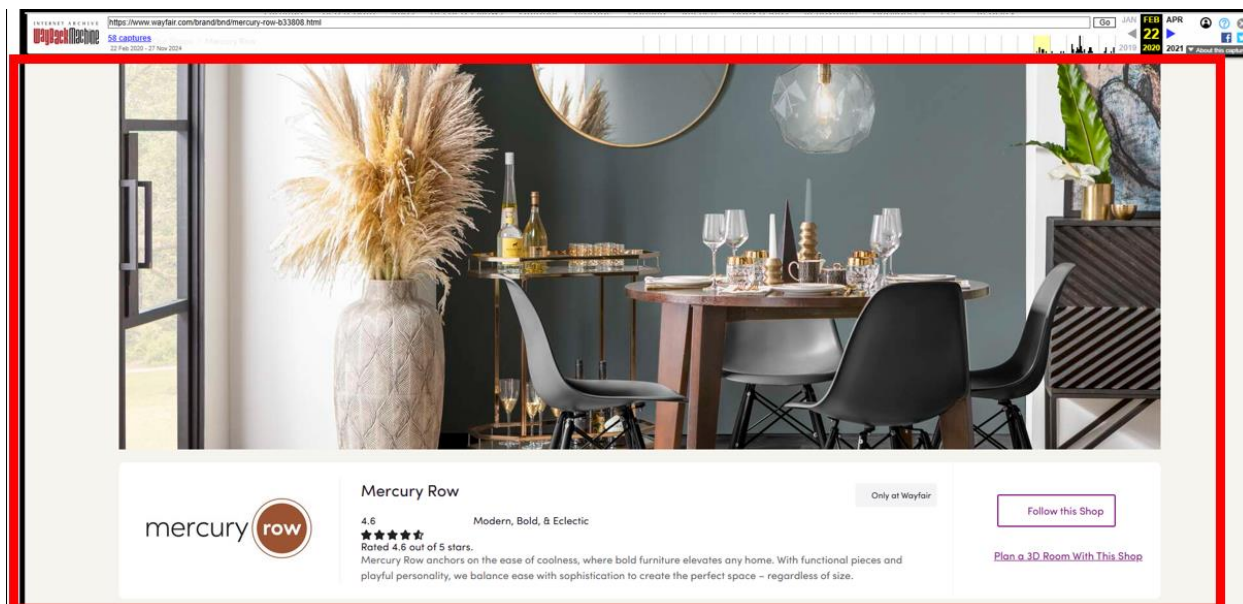 INTERNET ARCHIVE
WayBackMachine
https://www.wayfair.com/brand/bnd/mercury-row-b33808.html
Go
JAN FEB APR
58 captures
22
22 Feb 2020 - 27 Nov 2024
2019 2020 2021
About this capture
mercury row
Mercury Row
Only at Wayfair
4.6
Modern, Bold, & Eclectic
Rated 4.6 out of 5 stars.
Mercury Row anchors on the ease of coolness, where bold furniture elevates any home. With functional pieces and
playful personality, we balance ease with sophistication to create the perfect space – regardless of size.
Follow this Shop
Plan a 3D Room With This Shop